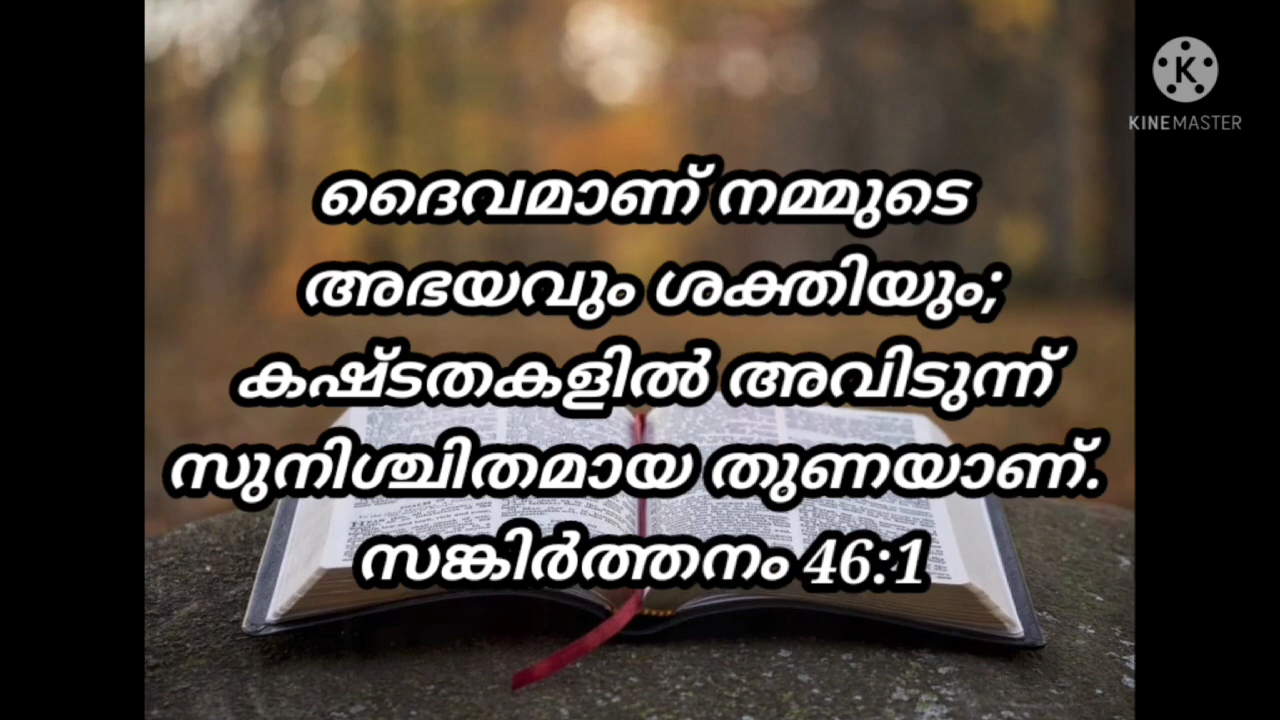 KINEMASTER
ദൈവമാണ് നമ്മുടെ
അഭയവും ശക്തിയും;
കഷ്ടതകളിൽ അവിടുന്ന്
സുനിശ്ചിതമായ തുണയാണ്.
സങ്കിർത്തനം 46:1